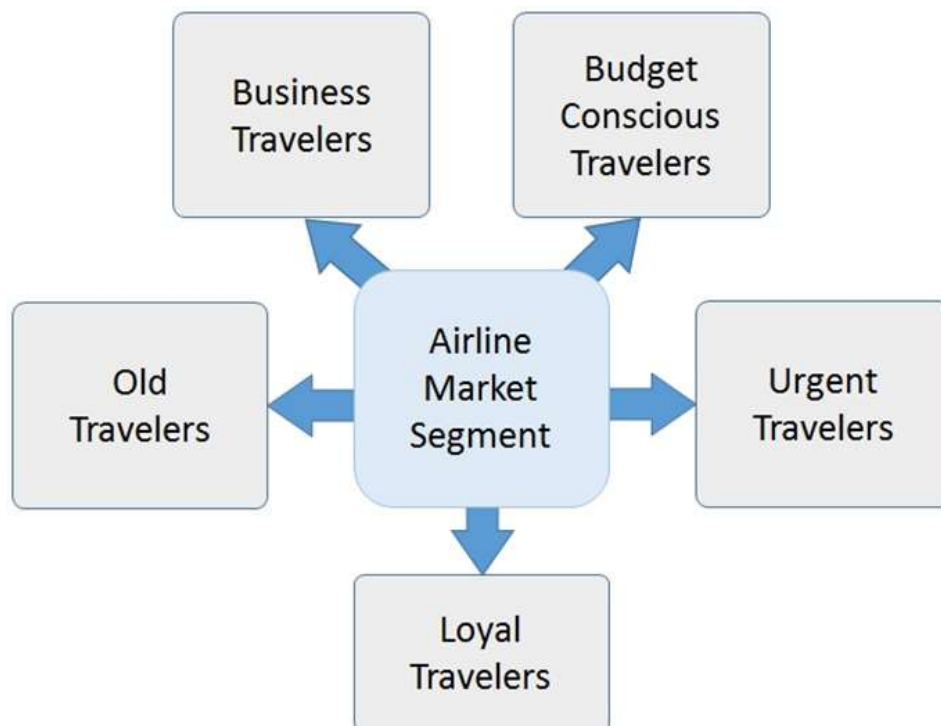 Business
Travelers
Budget
Conscious
Travelers
Old
Travelers
Airline
Market
Segment
Urgent
Travelers
Loyal
Travelers